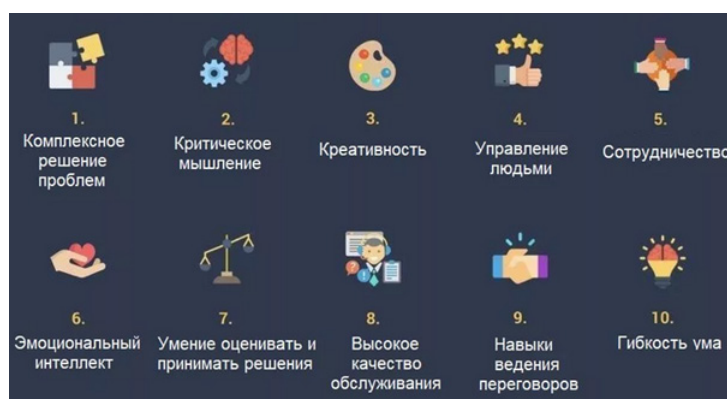 1.
Комплексное
решение
проблем
2.
Критическое
мышление
3.
Креативность
4.
Управление
людьми
5.
Сотрудничество
6.
Эмоциональный
интеллект
7.
Умение оценивать и
принимать решения
8.
Высокое
качество
обслуживания
9.
Навыки
ведения
переговоров
10.
Гибкость ума